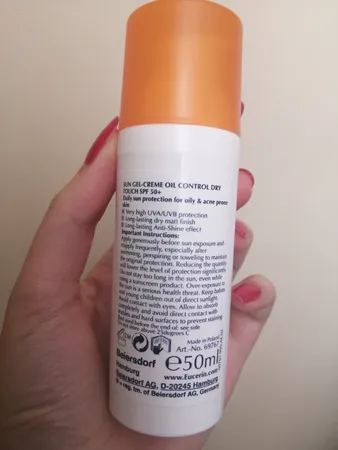 SUN GEL-CREME OIL CONTROL DRY
TOUCH SPF 50+
Daily sun protection for oily & acne prone
skin
Very high UVA/UVB protection
Long-lasting dry matt finish
Long-lasting Anti-Shine effect
Important Instructions:
Apply generously before sun exposure and
reapply frequently, especially after
swimming, perspiring or toweling to maintain
the original protection. Reducing the quantity
will lower the level of protection significantly.
Do not stay too long in the sun, even while
using a sunscreen product. Over-exposure to
the sun is a serious health threat. Keep babies
and young children out of direct sunlight.
Avoid contact with eyes. Allow to absorb
completely and avoid direct contact with
and hard surfaces to prevent staining
used before the end of: see side
Do not store above 25degrees C
Made in Poland
Art.-No. 6976
Beiersdorf ℮50ml
Hamburg www.Eucerin.com
Beiersdorf AG, D-20245 Hamburg
® = reg. tm. of Beiersdorf AG, Germany